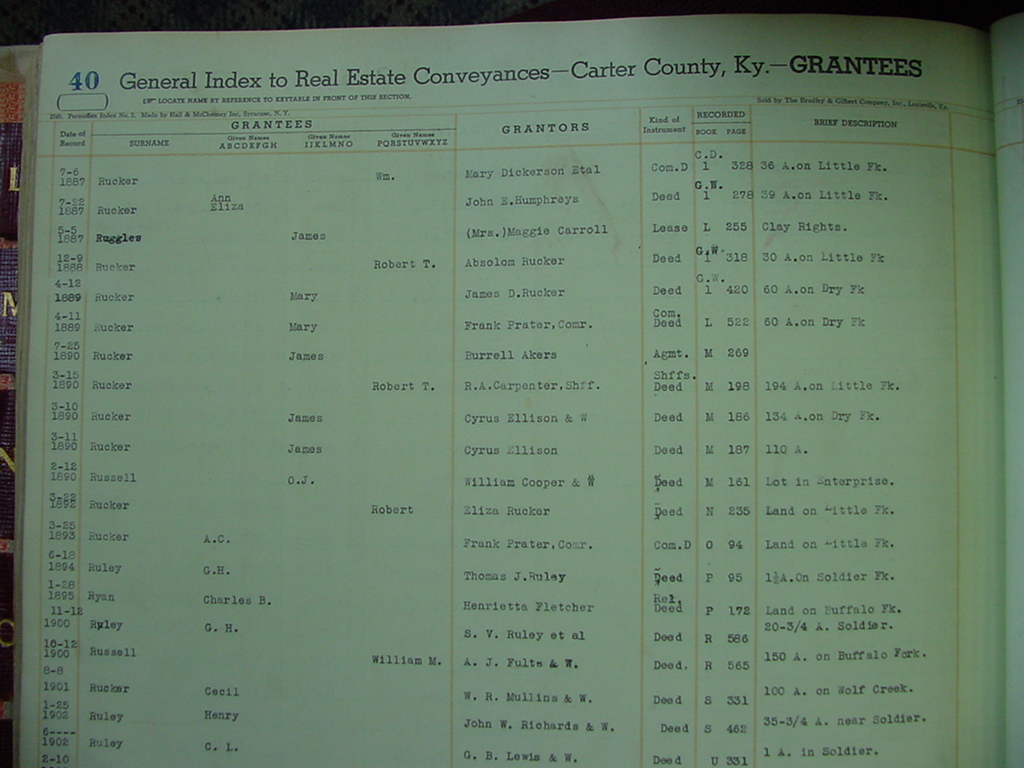 40 General Index to Real Estate Conveyances—Carter County, Ky.—GRANTEES
LOCATE NAME BY REFERENCE TO KEYTABLE IN FRONT OF THIS SECTION.
Made by Hall & McChesney Inc, Syracuse, N. Y. Sold by The Bradley & Gilbert Company, Inc., Louisville, Ky.
Date of Record GRANTEES GRANTORS Kind of Instrument RECORDED BRIEF DESCRIPTION
SURNAME Given Names ABCDEFGH Given Names IJKLMNO Given Names PQRSTUVWXYZ BOOK PAGE
7-6 1887 Rucker Wm. Mary Dickerson Etal Com.D C.D. 1 328 36 A.on Little Fk.
7-22 1887 Rucker Ann Eliza John E.Humphreys Deed G.W. 1 278 39 A.on Little Fk.
5-5 1887 Ruggles James (Mrs.)Maggie Carroll Lease L 255 Clay Rights.
12-9 1888 Rucker Robert T. Absolom Rucker Deed G.W. 1 318 30 A.on Little Fk
4-12 1889 Rucker Mary James D.Rucker Deed G.W. 1 420 60 A.on Dry Fk
4-11 1889 Rucker Mary Frank Prater,Comr. Com. Deed L 522 60 A.on Dry Fk
7-25 1890 Rucker James Burrell Akers Agmt. M 269
3-15 1890 Rucker Robert T. R.A.Carpenter,Shff. Shffs. Deed M 198 194 A.on Little Fk.
3-10 1890 Rucker James Cyrus Ellison & W Deed M 186 134 A.on Dry Fk.
3-11 1890 Rucker James Cyrus Ellison Deed M 187 110 A.
2-12 1890 Russell O.J. William Cooper & W Deed M 161 Lot in Enterprise.
3-22 1892 Rucker Robert Eliza Rucker Deed N 235 Land on Little Fk.
3-25 1893 Rucker A.C. Frank Prater,Comr. Com.D O 94 Land on Little Fk.
6-18 1894 Ruley G.H. Thomas J.Ruley Deed P 95 1½A.On Soldier Fk.
1-28 1895 Ryan Charles B. Henrietta Fletcher Rel. Deed P 172 Land on Buffalo Fk.
11-12 1900 Ruley G. H. S. V. Ruley et al Deed R 586 20-3/4 A. Soldier.
10-12 1900 Russell William M. A. J. Fults & W. Deed. R 565 150 A. on Buffalo Fork.
8-8 1901 Rucker Cecil W. R. Mullins & W. Deed S 331 100 A. on Wolf Creek.
1-25 1902 Ruley Henry John W. Richards & W. Deed S 462 35-3/4 A. near Soldier.
6---- 1902 Ruley C. L. G. B. Lewis & W. Deed U 331 1 A. in Soldier.
2-10